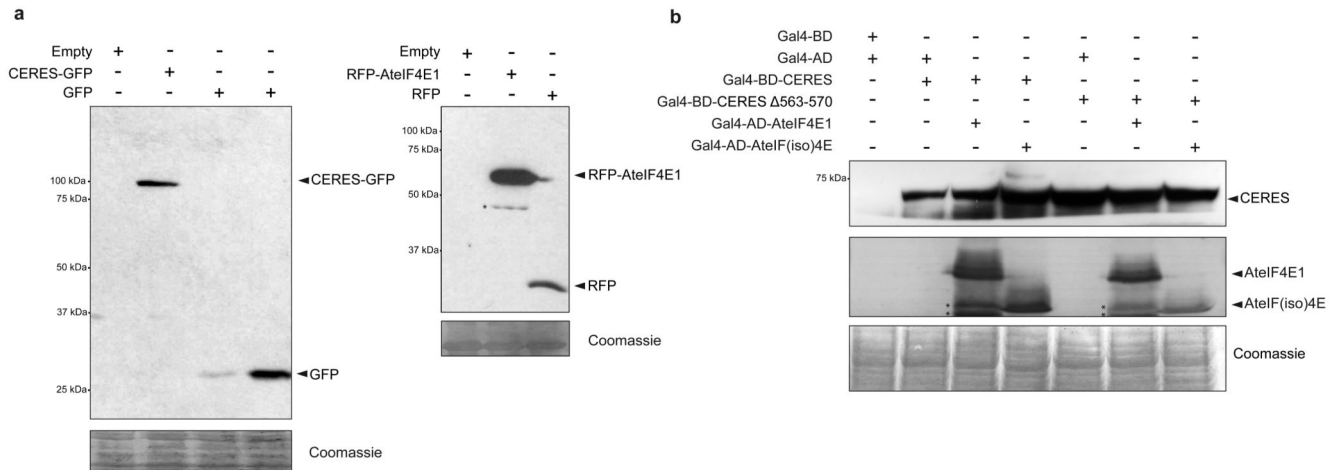 a
Empty + - - -
CERES-GFP - + - -
GFP - - + +
100 kDa
75 kDa
50 kDa
37 kDa
25 kDa
CERES-GFP
GFP
Coomassie
Empty + - -
RFP-AteIF4E1 - + -
RFP - - +
100 kDa
75 kDa
50 kDa
37 kDa
*
RFP-AteIF4E1
RFP
Coomassie
b
Gal4-BD + - - - - - -
Gal4-AD + + - - + - -
Gal4-BD-CERES - + + + - - -
Gal4-BD-CERES Δ563-570 - - - - + + +
Gal4-AD-AteIF4E1 - - + - - + -
Gal4-AD-AteIF(iso)4E - - - + - - +
75 kDa
CERES
AteIF4E1
AteIF(iso)4E
Coomassie